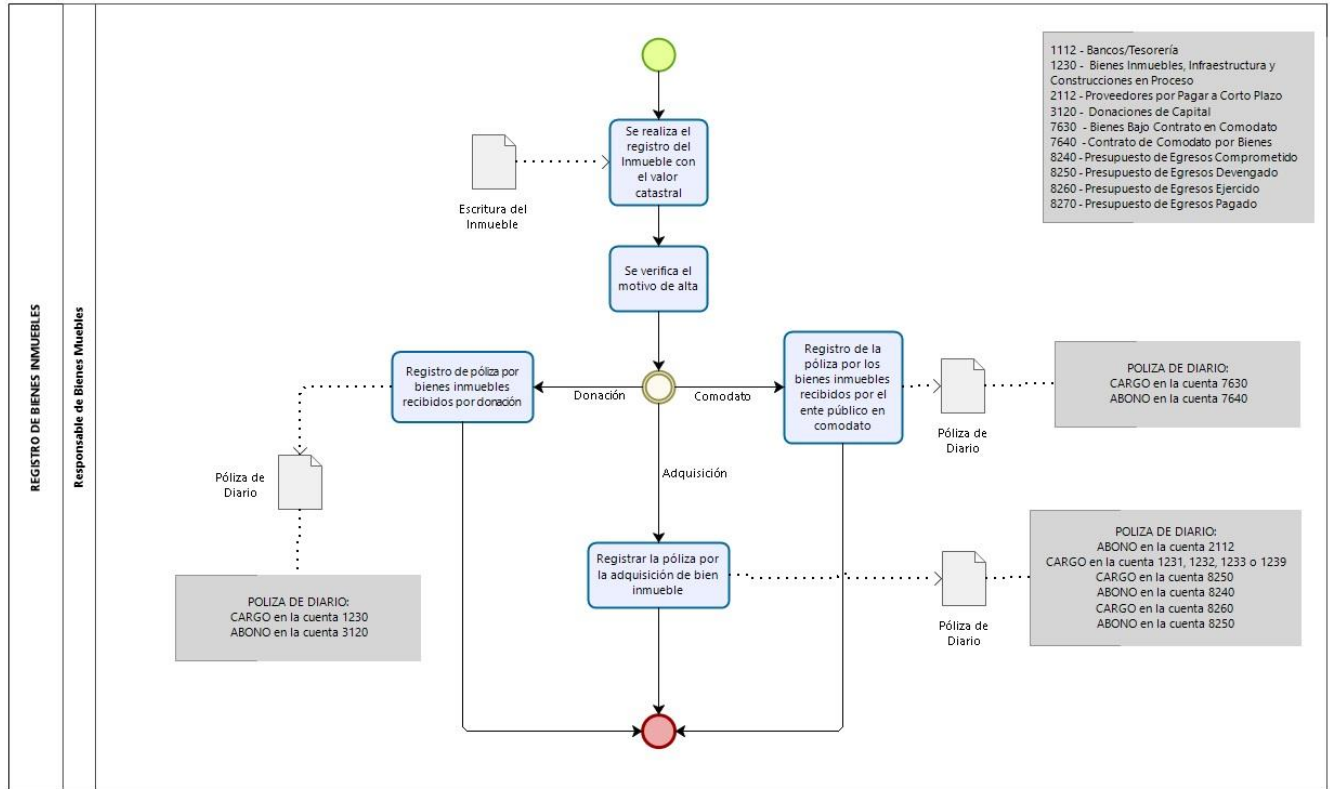 REGISTRO DE BIENES INMUEBLES
Responsable de Bienes Muebles
1112 - Bancos/Tesorería
1230 - Bienes Inmuebles, Infraestructura y
Construcciones en Proceso
2112 - Proveedores por Pagar a Corto Plazo
3120 - Donaciones de Capital
7630 - Bienes Bajo Contrato en Comodato
7640 - Contrato de Comodato por Bienes
8240 - Presupuesto de Egresos Comprometido
8250 - Presupuesto de Egresos Devengado
8260 - Presupuesto de Egresos Ejercido
8270 - Presupuesto de Egresos Pagado
Se realiza el
registro del
Inmueble con
el valor
catastral
Escritura del
Inmueble
Se verifica el
motivo de alta
Registro de póliza por
bienes inmuebles
recibidos por donación
Donación
Comodato
Registro de la
póliza por los
bienes inmuebles
recibidos por el
ente público en
comodato
Póliza de
Diario
POLIZA DE DIARIO:
CARGO en la cuenta 7630
ABONO en la cuenta 7640
Adquisición
Póliza de
Diario
POLIZA DE DIARIO:
CARGO en la cuenta 1230
ABONO en la cuenta 3120
Registrar la póliza por
la adquisición de bien
inmueble
Póliza de
Diario
POLIZA DE DIARIO:
ABONO en la cuenta 2112
CARGO en la cuenta 1231, 1232, 1233 o 1239
CARGO en la cuenta 8250
ABONO en la cuenta 8240
CARGO en la cuenta 8260
ABONO en la cuenta 8250